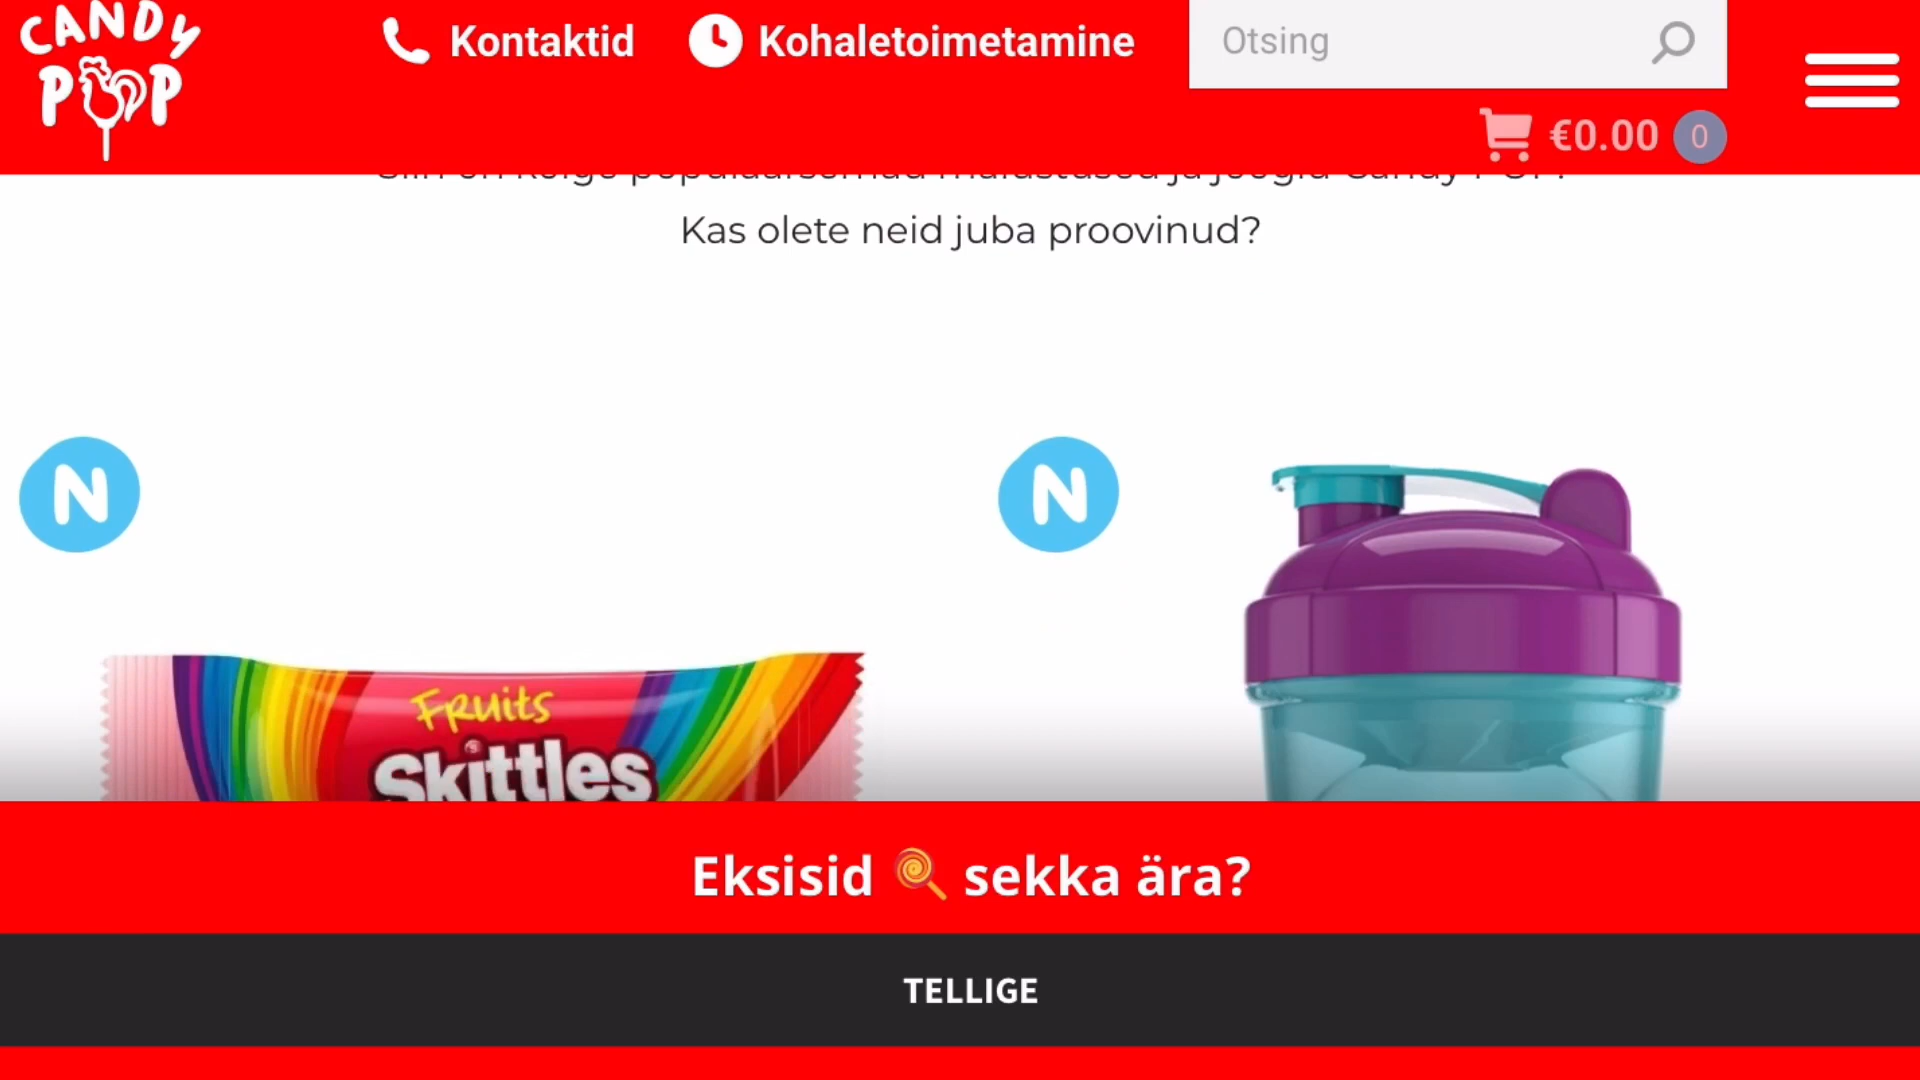 CANDY
POP
Kontaktid
Kohaletoimetamine
Otsing
€0.00 0
Kas olete neid juba proovinud?
N
N
Fruits
Skittles
Eksisid 🍭 sekka ära?
TELLIGE